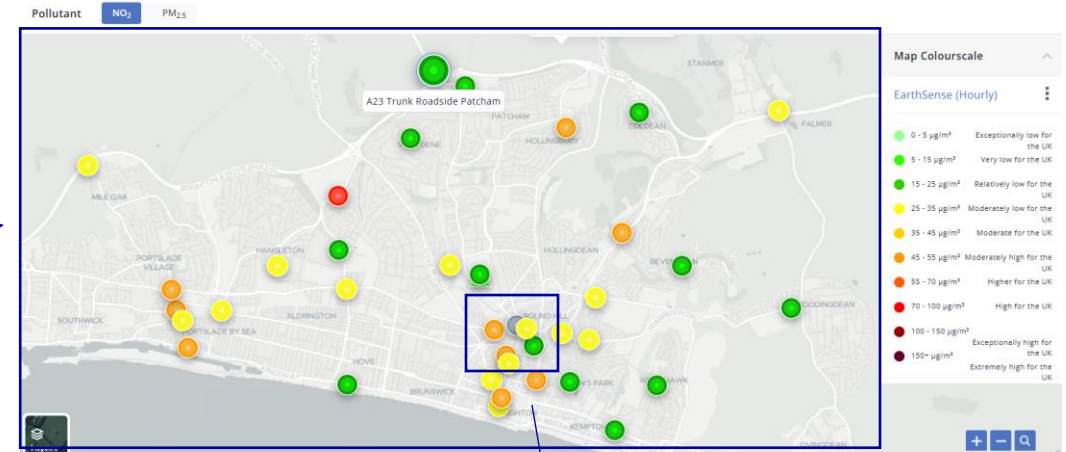 Pollutant NO₂ PM₂.₅
Map Colourscale
STANMER
EarthSense (Hourly)
A23 Trunk Roadside Patcham
PATCHAM
COLDEAN
FALMER
HOLLINGBURY
0 - 5 µg/m³ Exceptionally low for
the UK
5 - 15 µg/m³ Very low for the UK
15 - 25 µg/m³ Relatively low for the
UK
25 - 35 µg/m³ Moderately low for the
UK
35 - 45 µg/m³ Moderate for the UK
45 - 55 µg/m³ Moderately high for the
UK
55 - 70 µg/m³ Higher for the UK
70 - 100 µg/m³ High for the UK
100 - 150 µg/m³
Exceptionally high for
the UK
150+ µg/m³
Extremely high for the
UK
MILE OAK
HANGLETON
HOLLINGDEAN
PORTSLADE
VILLAGE
SOUTHWICK
ALDRINGTON
ROUND HILL
PORTSLADE BY SEA
HOVE
BRUNSWICK